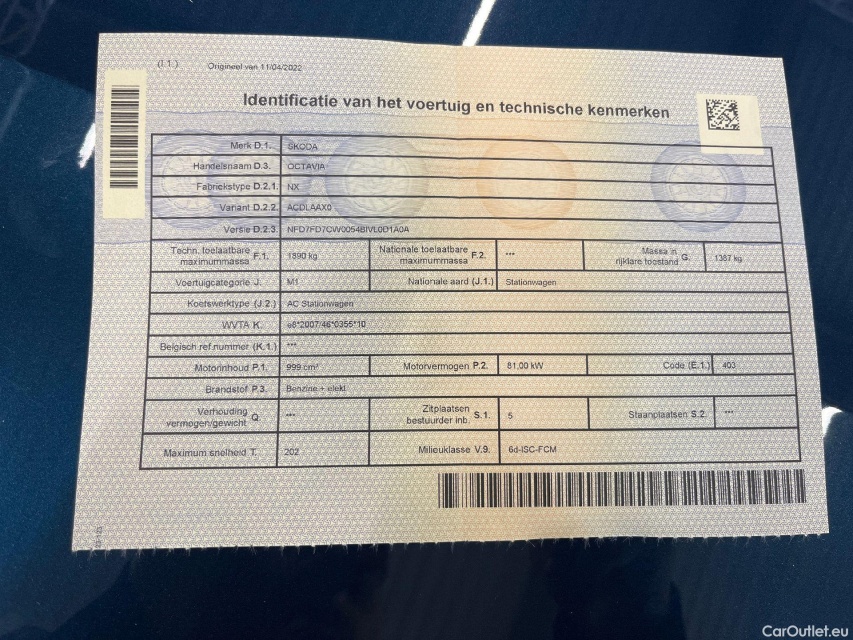 (I.1.) Origineel van 11/04/2022
Identificatie van het voertuig en technische kenmerken
Merk D.1. SKODA
Handelsnaam D.3. OCTAVIA
Fabriekstype D.2.1. NX
Variant D.2.2. ACDLAAX0
Versie D.2.3. NFD7FD7CW0054BIVL0D1A0A
Techn. toelaatbare maximummassa F.1. 1890 kg Nationale toelaatbare maximummassa F.2. *** Massa in rijklare toestand G. 1387 kg
Voertuigcategorie J. M1 Nationale aard (J.1.) Stationwagen
Koetswerktype (J.2.) AC Stationwagen
WVTA K. e8*2007/46*0355*10
Belgisch ref.nummer (K.1.) ***
Motorinhoud P.1. 999 cm³ Motorvermogen P.2. 81,00 kW Code (E.1.) 403
Brandstof P.3. Benzine + elekt
Verhouding vermogen/gewicht Q. *** Zitplaatsen bestuurder inb. S.1. 5 Staanplaatsen S.2. ***
Maximum snelheid T. 202 Milieuklasse V.9. 6d-ISC-FCM
CarOutlet.eu